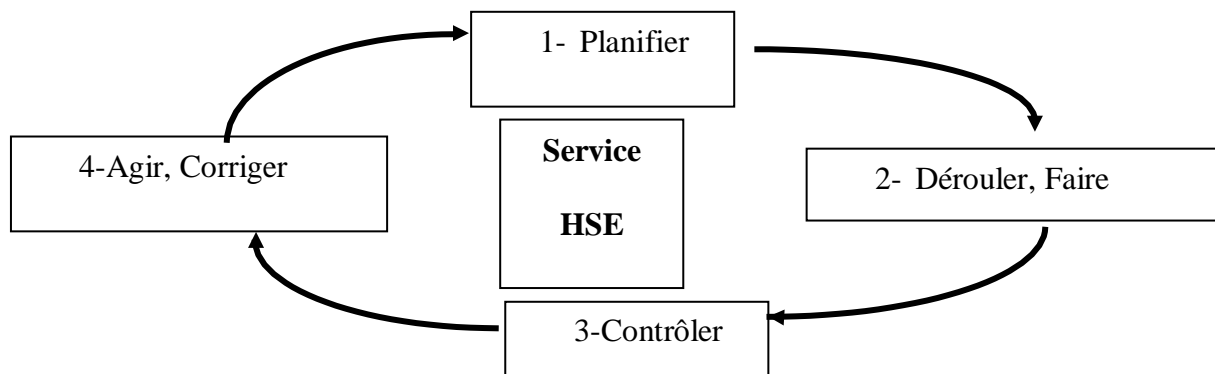 1- Planifier
2- Dérouler, Faire
3-Contrôler
4-Agir, Corriger
Service
HSE